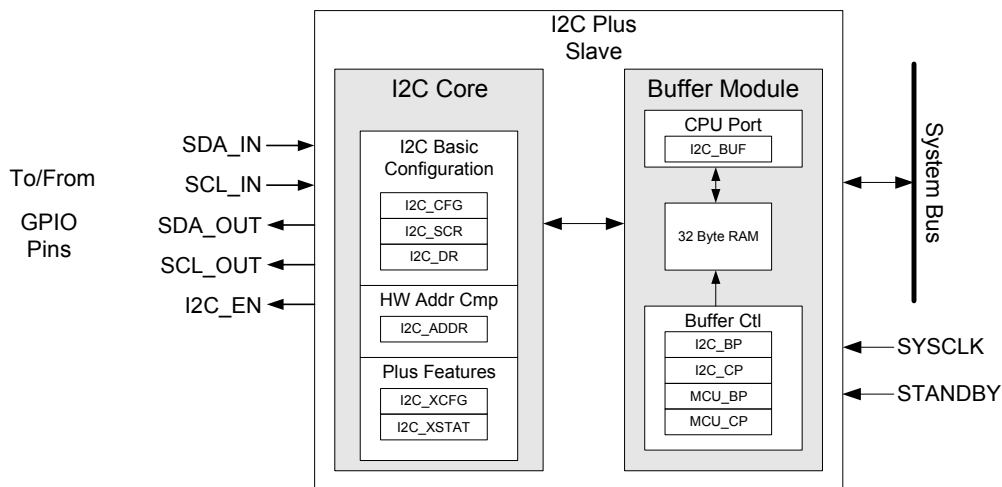 I2C Plus
Slave
I2C Core
Buffer Module
I2C Basic
Configuration
I2C_CFG
I2C_SCR
I2C_DR
HW Addr Cmp
I2C_ADDR
Plus Features
I2C_XCFG
I2C_XSTAT
CPU Port
I2C_BUF
32 Byte RAM
Buffer Ctl
I2C_BP
I2C_CP
MCU_BP
MCU_CP
To/From
GPIO
Pins
SDA_IN
SCL_IN
SDA_OUT
SCL_OUT
I2C_EN
System Bus
SYSCLK
STANDBY